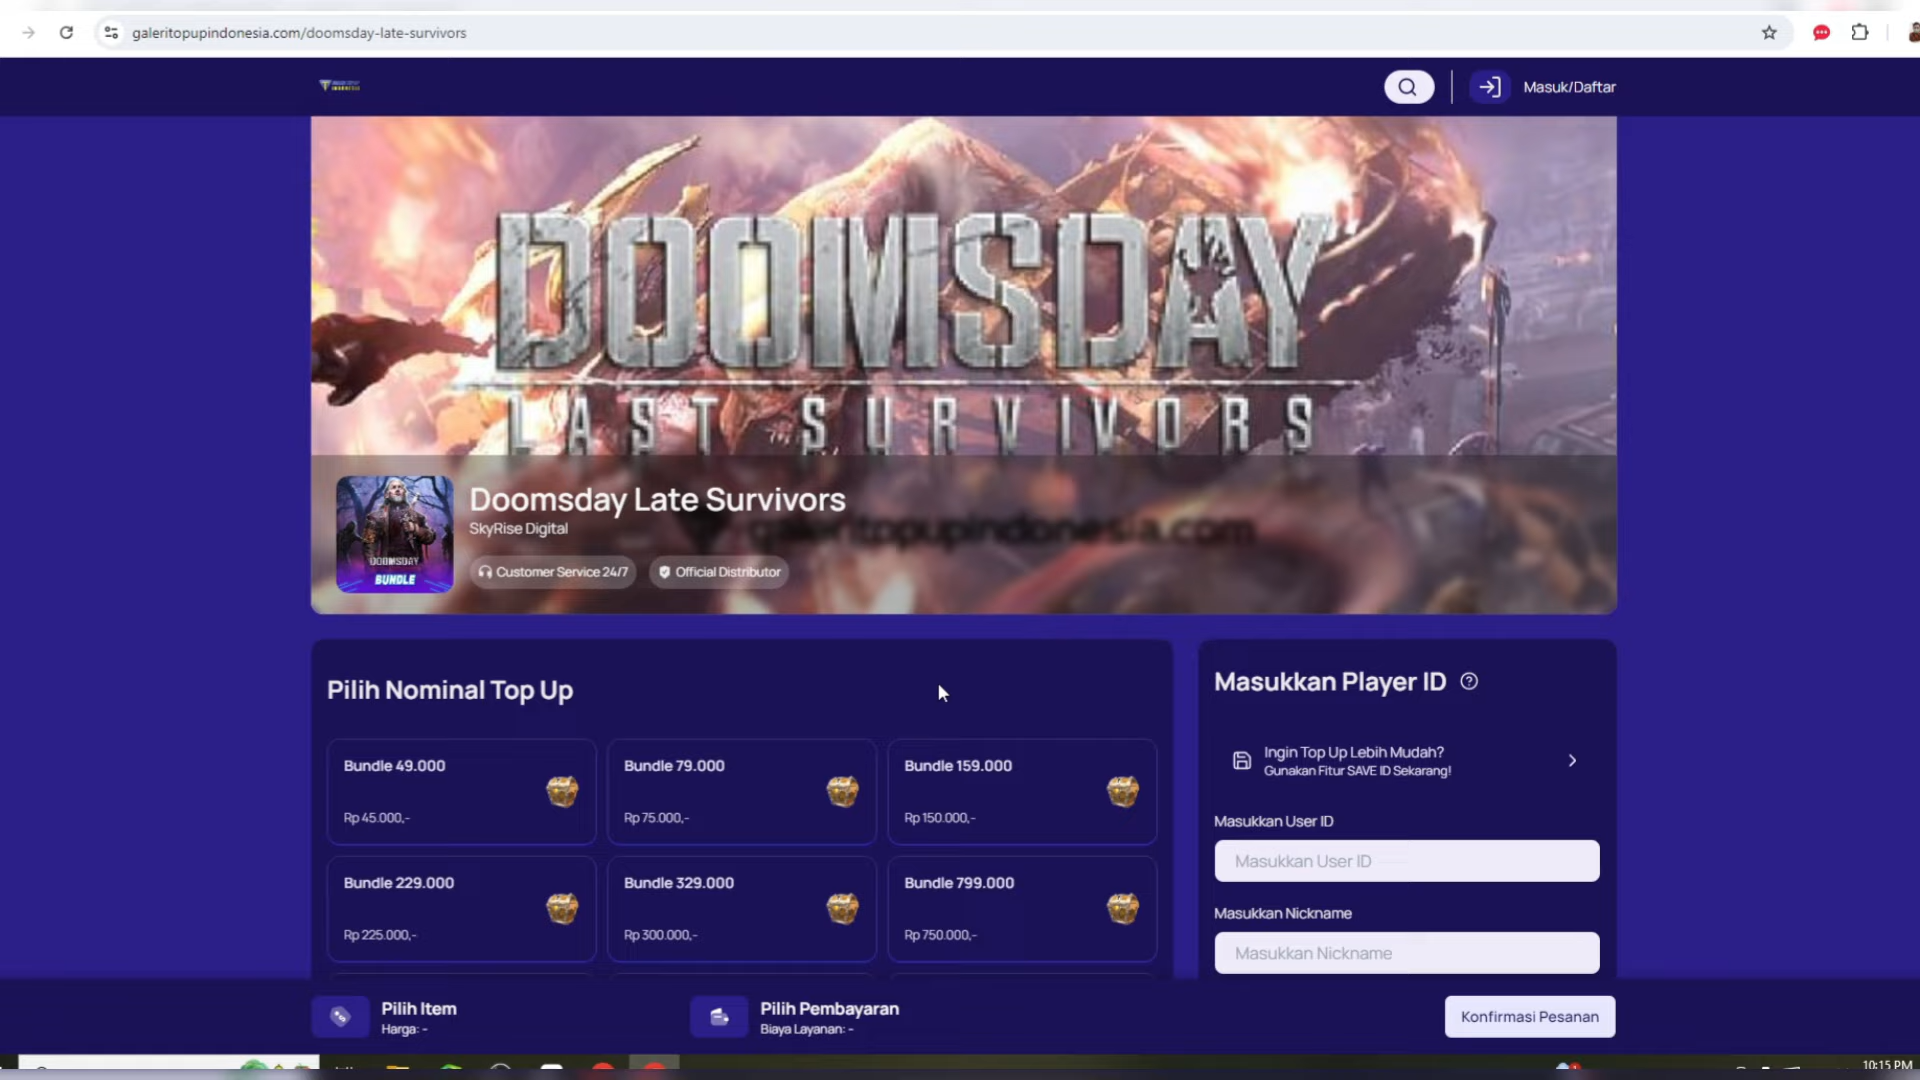 galeritopupindonesia.com/doomsday-late-survivors
INDONESIA
Masuk/Daftar
DOOMSDAY
LAST SURVIVORS
Doomsday Late Survivors
SkyRise Digital
galeritopupindonesia.com
Customer Service 24/7
Official Distributor
DOOMSDAY
BUNDLE
Pilih Nominal Top Up
Bundle 49.000
Rp 45.000,-
Bundle 79.000
Rp 75.000,-
Bundle 159.000
Rp 150.000,-
Bundle 229.000
Rp 225.000,-
Bundle 329.000
Rp 300.000,-
Bundle 799.000
Rp 750.000,-
Masukkan Player ID
Ingin Top Up Lebih Mudah?
Gunakan Fitur SAVE ID Sekarang!
Masukkan User ID
Masukkan User ID
Masukkan Nickname
Masukkan Nickname
Pilih Item
Harga: -
Pilih Pembayaran
Biaya Layanan: -
Konfirmasi Pesanan
10:15 PM